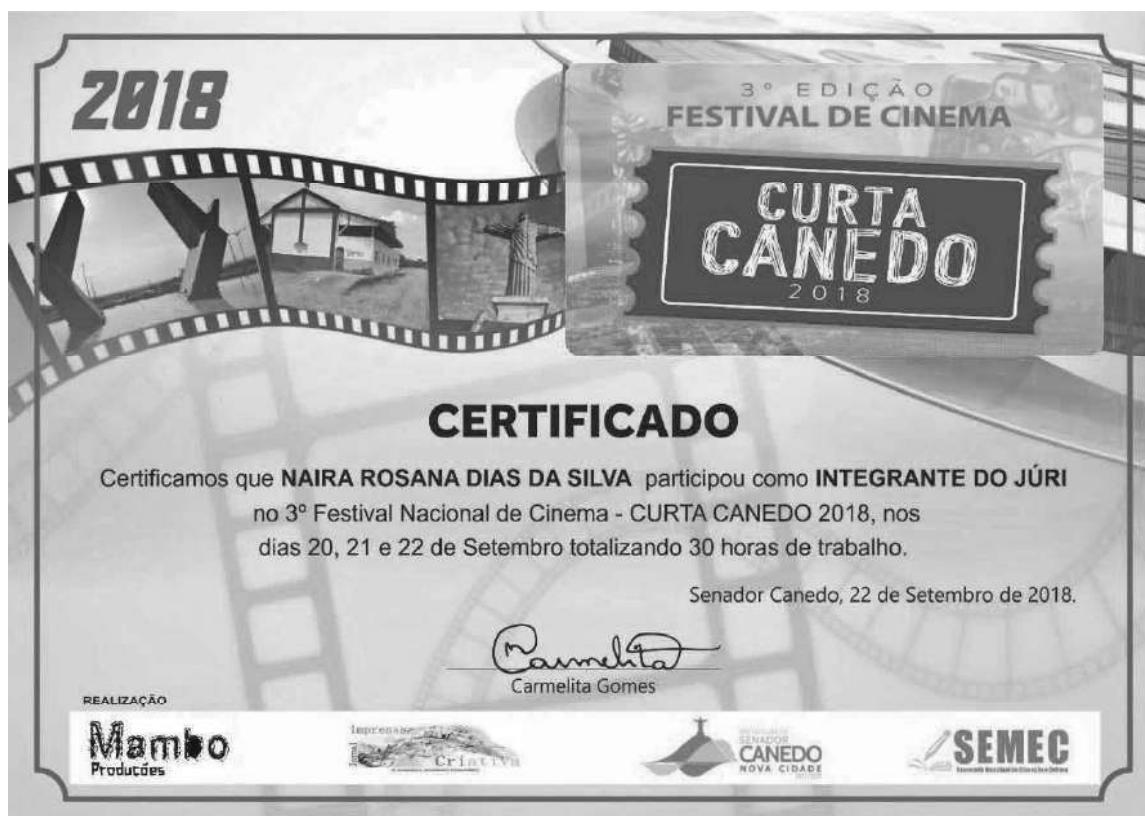 2018
3º EDIÇÃO
FESTIVAL DE CINEMA
CURTA
CANEDO
2018
CERTIFICADO
Certificamos que NAIRA ROSANA DIAS DA SILVA participou como INTEGRANTE DO JÚRI
no 3º Festival Nacional de Cinema - CURTA CANEDO 2018, nos
dias 20, 21 e 22 de Setembro totalizando 30 horas de trabalho.
Senador Canedo, 22 de Setembro de 2018.
Carmelita
Carmelita Gomes
REALIZAÇÃO
Mambo
Produções
Jornal
Imprensa
Criativa
SENADOR
CANEDO
NOVA CIDADE
SEMEC